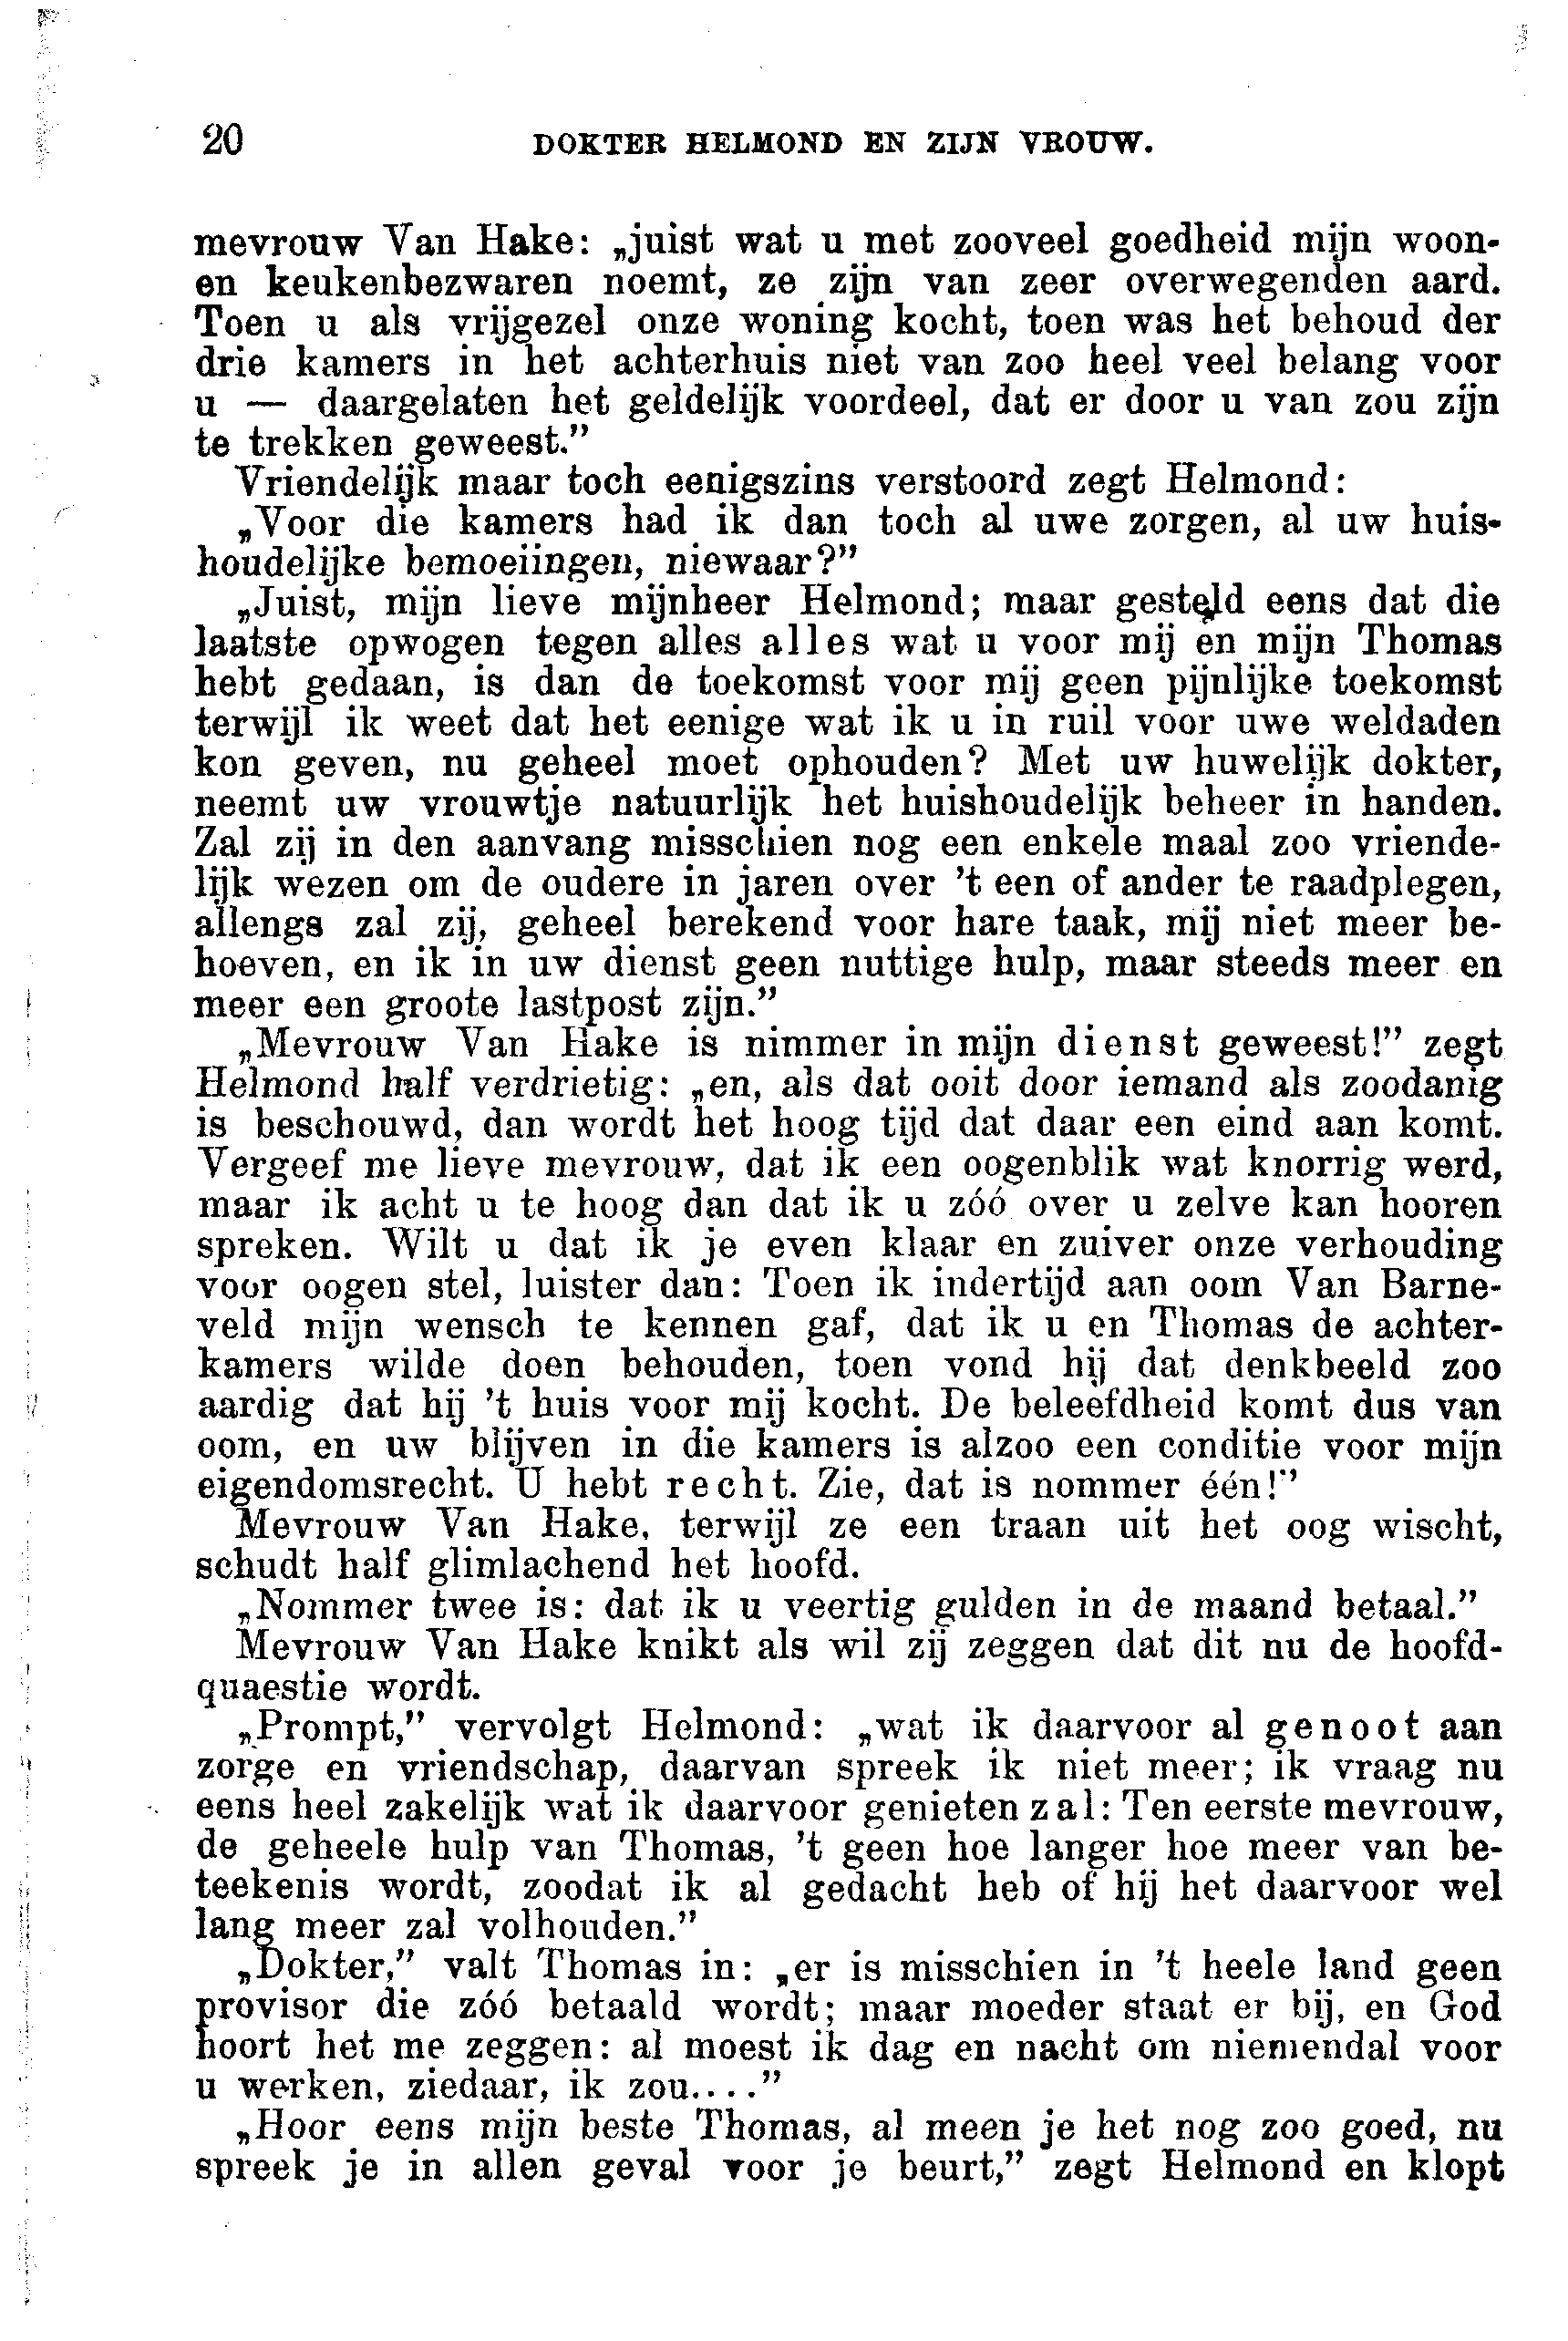 20 DOKTER HELMOND EN ZIJN VROUW.
mevrouw Van Hake: „juist wat u met zooveel goedheid mijn woon-
en keukenbezwaren noemt, ze zijn van zeer overwegenden aard.
Toen u als vrijgezel onze woning kocht, toen was het behoud der
drie kamers in het achterhuis niet van zoo heel veel belang voor
u — daargelaten het geldelijk voordeel, dat er door u van zou zijn
te trekken geweest.”
Vriendelijk maar toch eenigszins verstoord zegt Helmond:
„Voor die kamers had ik dan toch al uwe zorgen, al uw huis-
houdelijke bemoeiingen, niewaar?”
„Juist, mijn lieve mijnheer Helmond; maar gesteld eens dat die
laatste opwogen tegen alles alles wat u voor mij en mijn Thomas
hebt gedaan, is dan de toekomst voor mij geen pijnlijke toekomst
terwijl ik weet dat het eenige wat ik u in ruil voor uwe weldaden
kon geven, nu geheel moet ophouden? Met uw huwelijk dokter,
neemt uw vrouwtje natuurlijk het huishoudelijk beheer in handen.
Zal zij in den aanvang misschien nog een enkele maal zoo vriende-
lijk wezen om de oudere in jaren over ’t een of ander te raadplegen,
allengs zal zij, geheel berekend voor hare taak, mij niet meer be-
hoeven, en ik in uw dienst geen nuttige hulp, maar steeds meer en
meer een groote lastpost zijn.”
„Mevrouw Van Hake is nimmer in mijn dienst geweest!” zegt
Helmond half verdrietig: „en, als dat ooit door iemand als zoodanig
is beschouwd, dan wordt het hoog tijd dat daar een eind aan komt.
Vergeef me lieve mevrouw, dat ik een oogenblik wat knorrig werd,
maar ik acht u te hoog dan dat ik u zóó over u zelve kan hooren
spreken. Wilt u dat ik je even klaar en zuiver onze verhouding
voor oogen stel, luister dan: Toen ik indertijd aan oom Van Barne-
veld mijn wensch te kennen gaf, dat ik u en Thomas de achter-
kamers wilde doen behouden, toen vond hij dat denkbeeld zoo
aardig dat hij ’t huis voor mij kocht. De beleefdheid komt dus van
oom, en uw blijven in die kamers is alzoo een conditie voor mijn
eigendomsrecht. U hebt recht. Zie, dat is nommer één!”
Mevrouw Van Hake, terwijl ze een traan uit het oog wischt,
schudt half glimlachend het hoofd.
„Nommer twee is: dat ik u veertig gulden in de maand betaal.”
Mevrouw Van Hake knikt als wil zij zeggen dat dit nu de hoofd-
quaestie wordt.
„Prompt,” vervolgt Helmond: „wat ik daarvoor al genoot aan
zorge en vriendschap, daarvan spreek ik niet meer; ik vraag nu
eens heel zakelijk wat ik daarvoor genieten zal: Ten eerste mevrouw,
de geheele hulp van Thomas, ’t geen hoe langer hoe meer van be-
teekenis wordt, zoodat ik al gedacht heb of hij het daarvoor wel
lang meer zal volhouden.”
„Dokter,” valt Thomas in: „er is misschien in ’t heele land geen
provisor die zóó betaald wordt; maar moeder staat er bij, en God
hoort het me zeggen: al moest ik dag en nacht om niemendal voor
u werken, ziedaar, ik zou....”
„Hoor eens mijn beste Thomas, al meen je het nog zoo goed, nu
spreek je in allen geval voor je beurt,” zegt Helmond en klopt